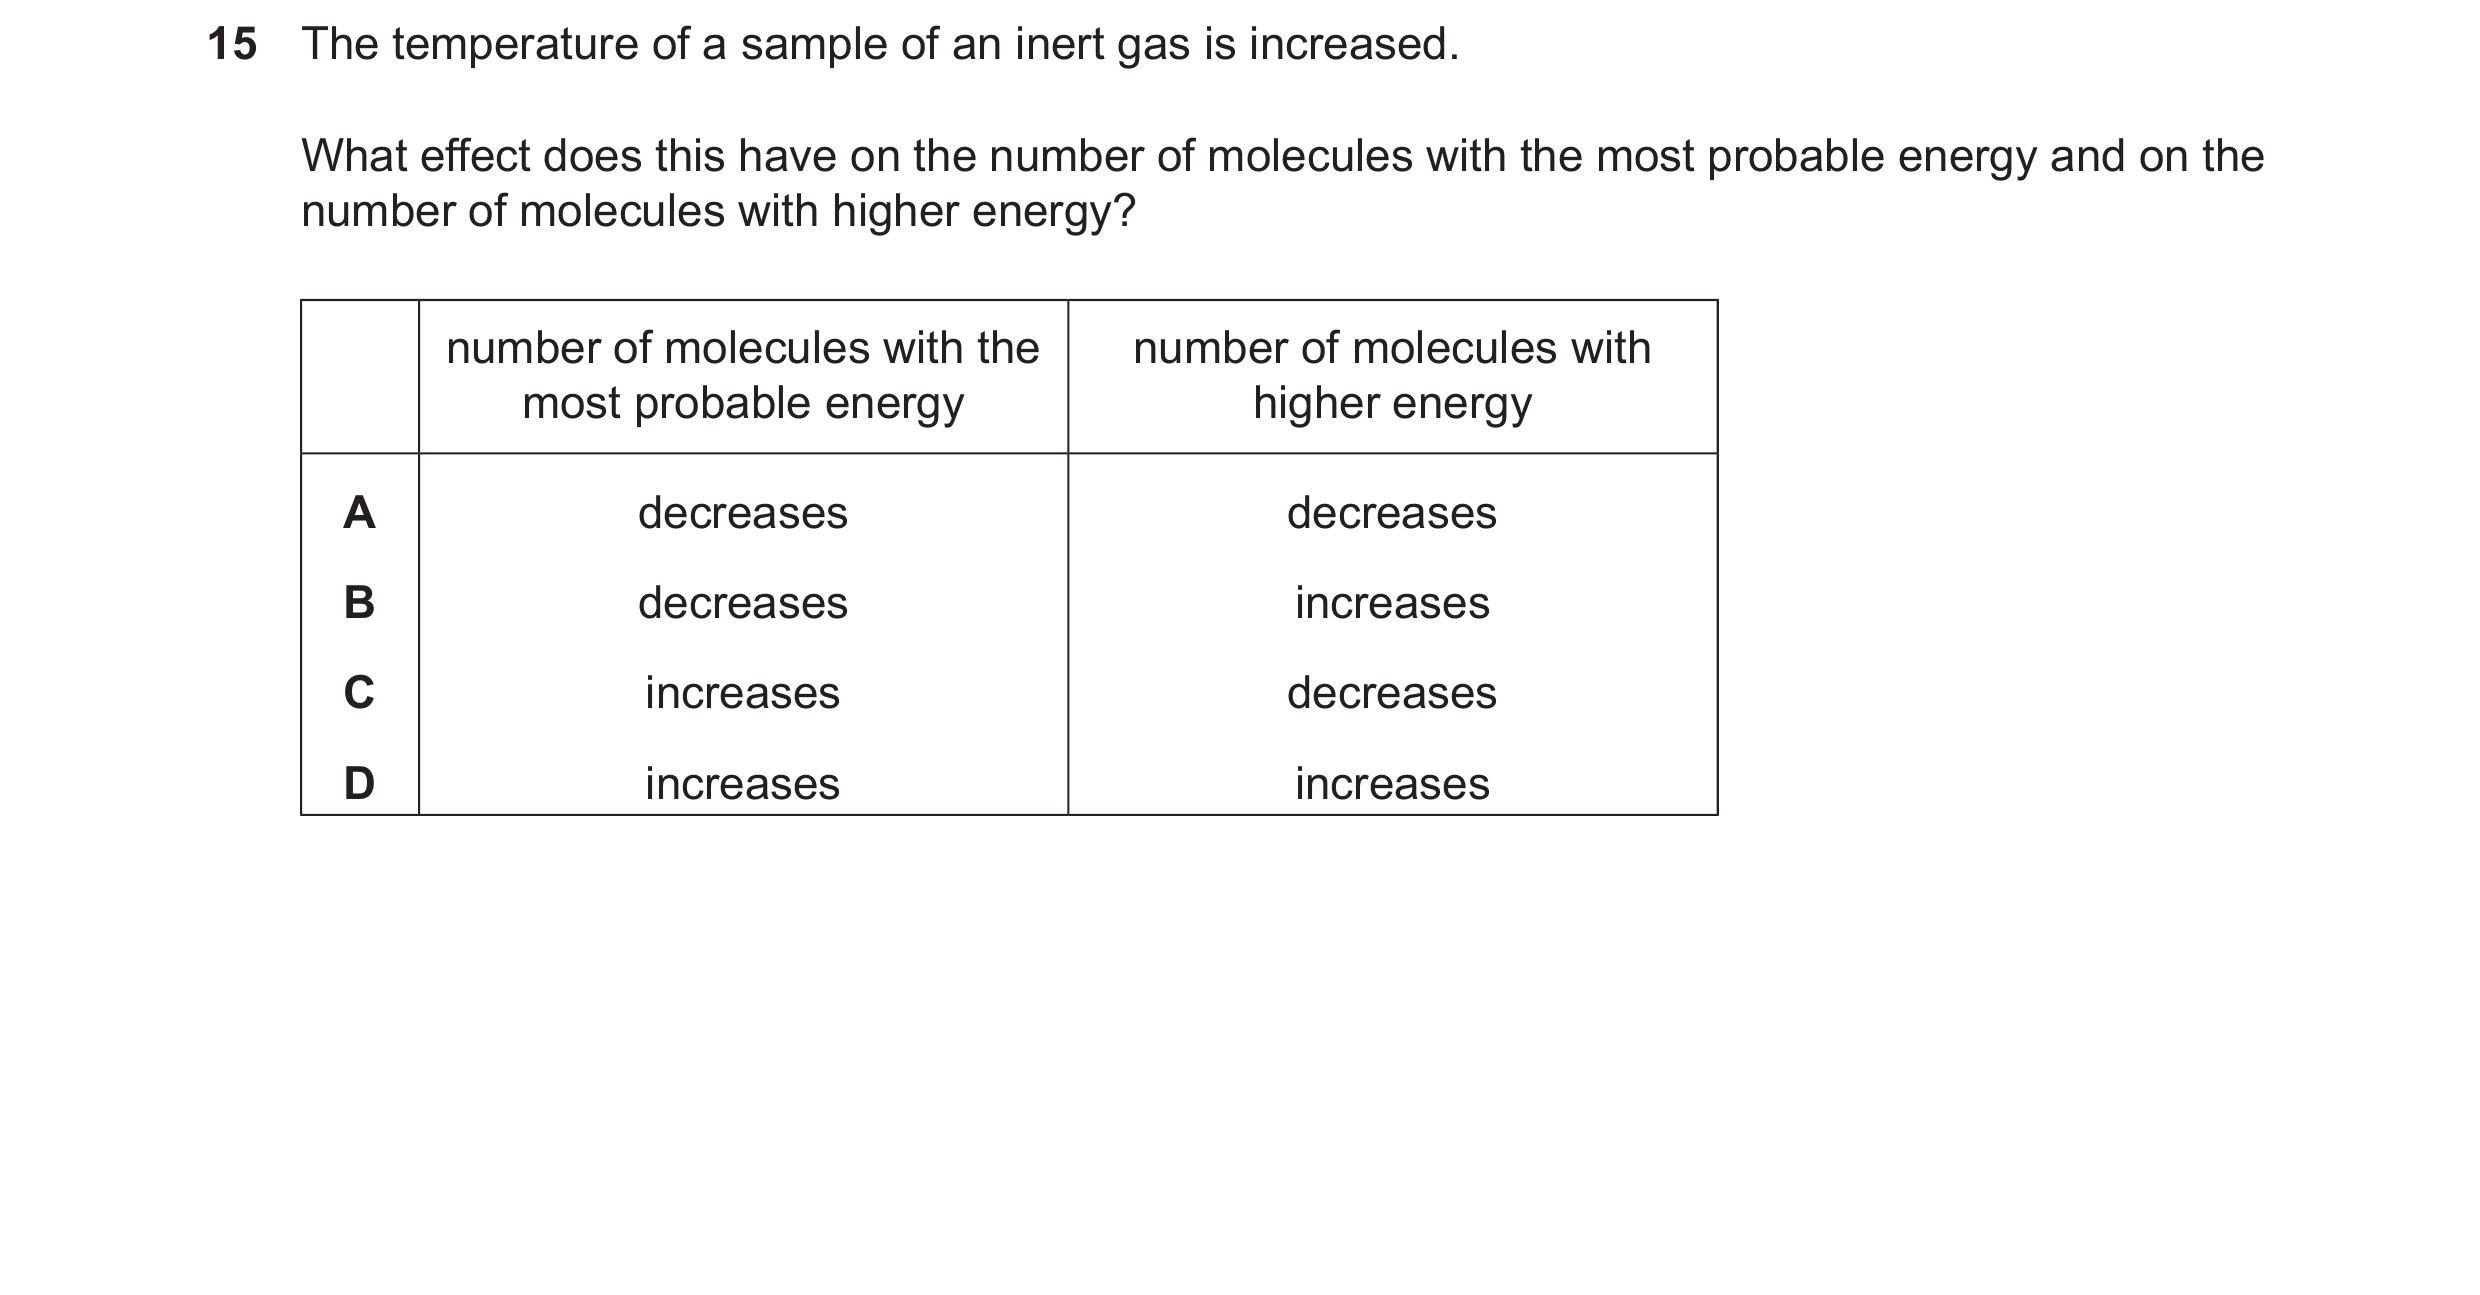 15 The temperature of a sample of an inert gas is increased.
What effect does this have on the number of molecules with the most probable energy and on the
number of molecules with higher energy?
number of molecules with the most probable energy number of molecules with higher energy
A decreases decreases
B decreases increases
C increases decreases
D increases increases